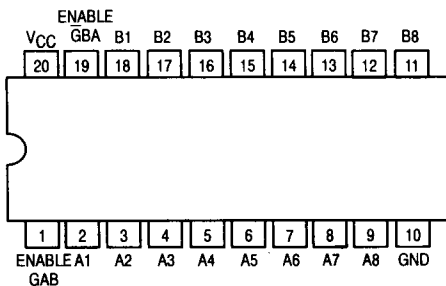 ENABLE
VCC GBA B1 B2 B3 B4 B5 B6 B7 B8
20 19 18 17 16 15 14 13 12 11
1 2 3 4 5 6 7 8 9 10
ENABLE A1 A2 A3 A4 A5 A6 A7 A8 GND
GAB